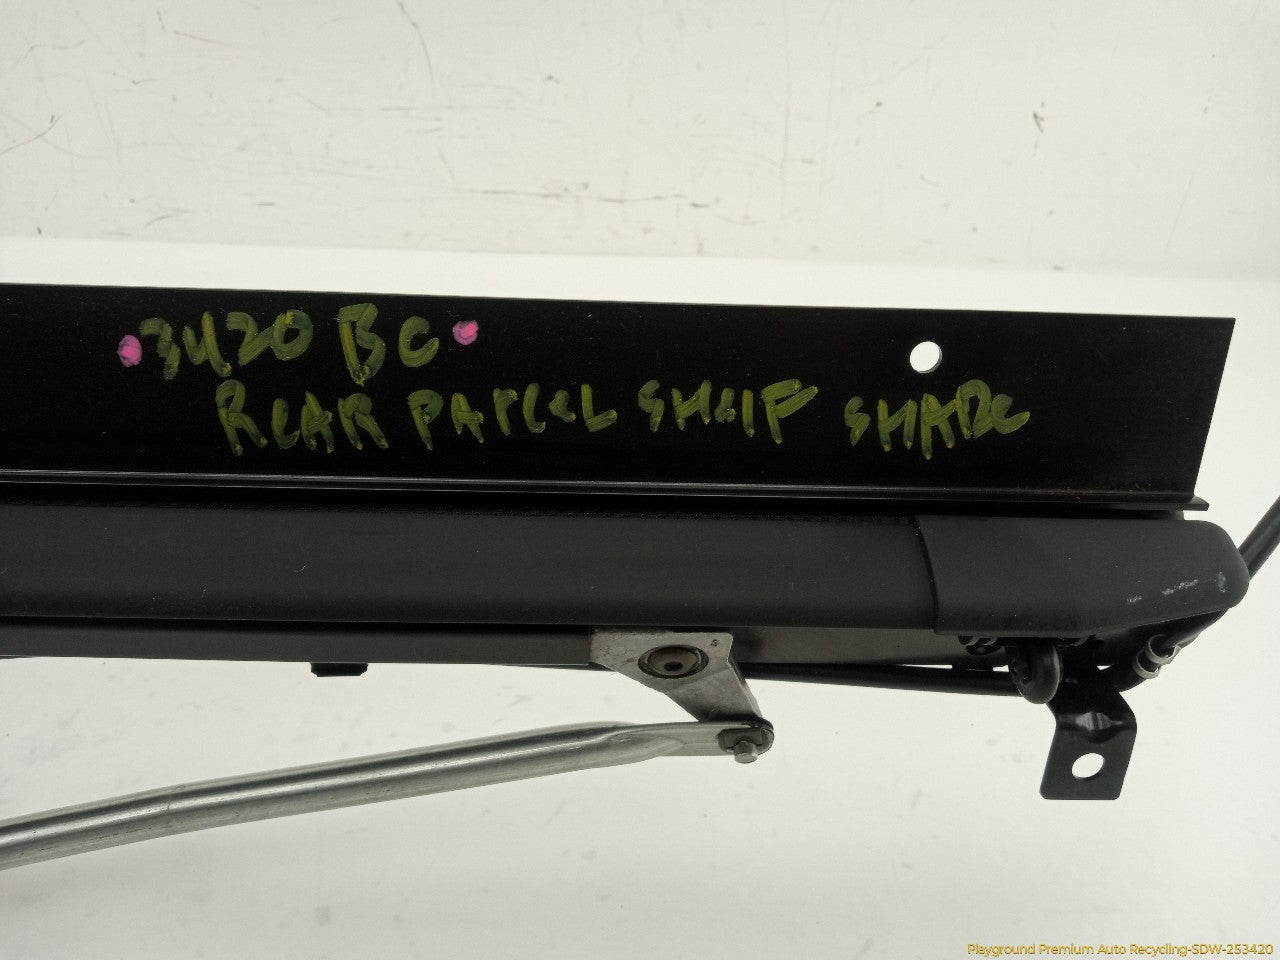 3420 BC
REAR PARCEL SHELF SHADE
Playground Premium Auto Recycling-SDW-253420